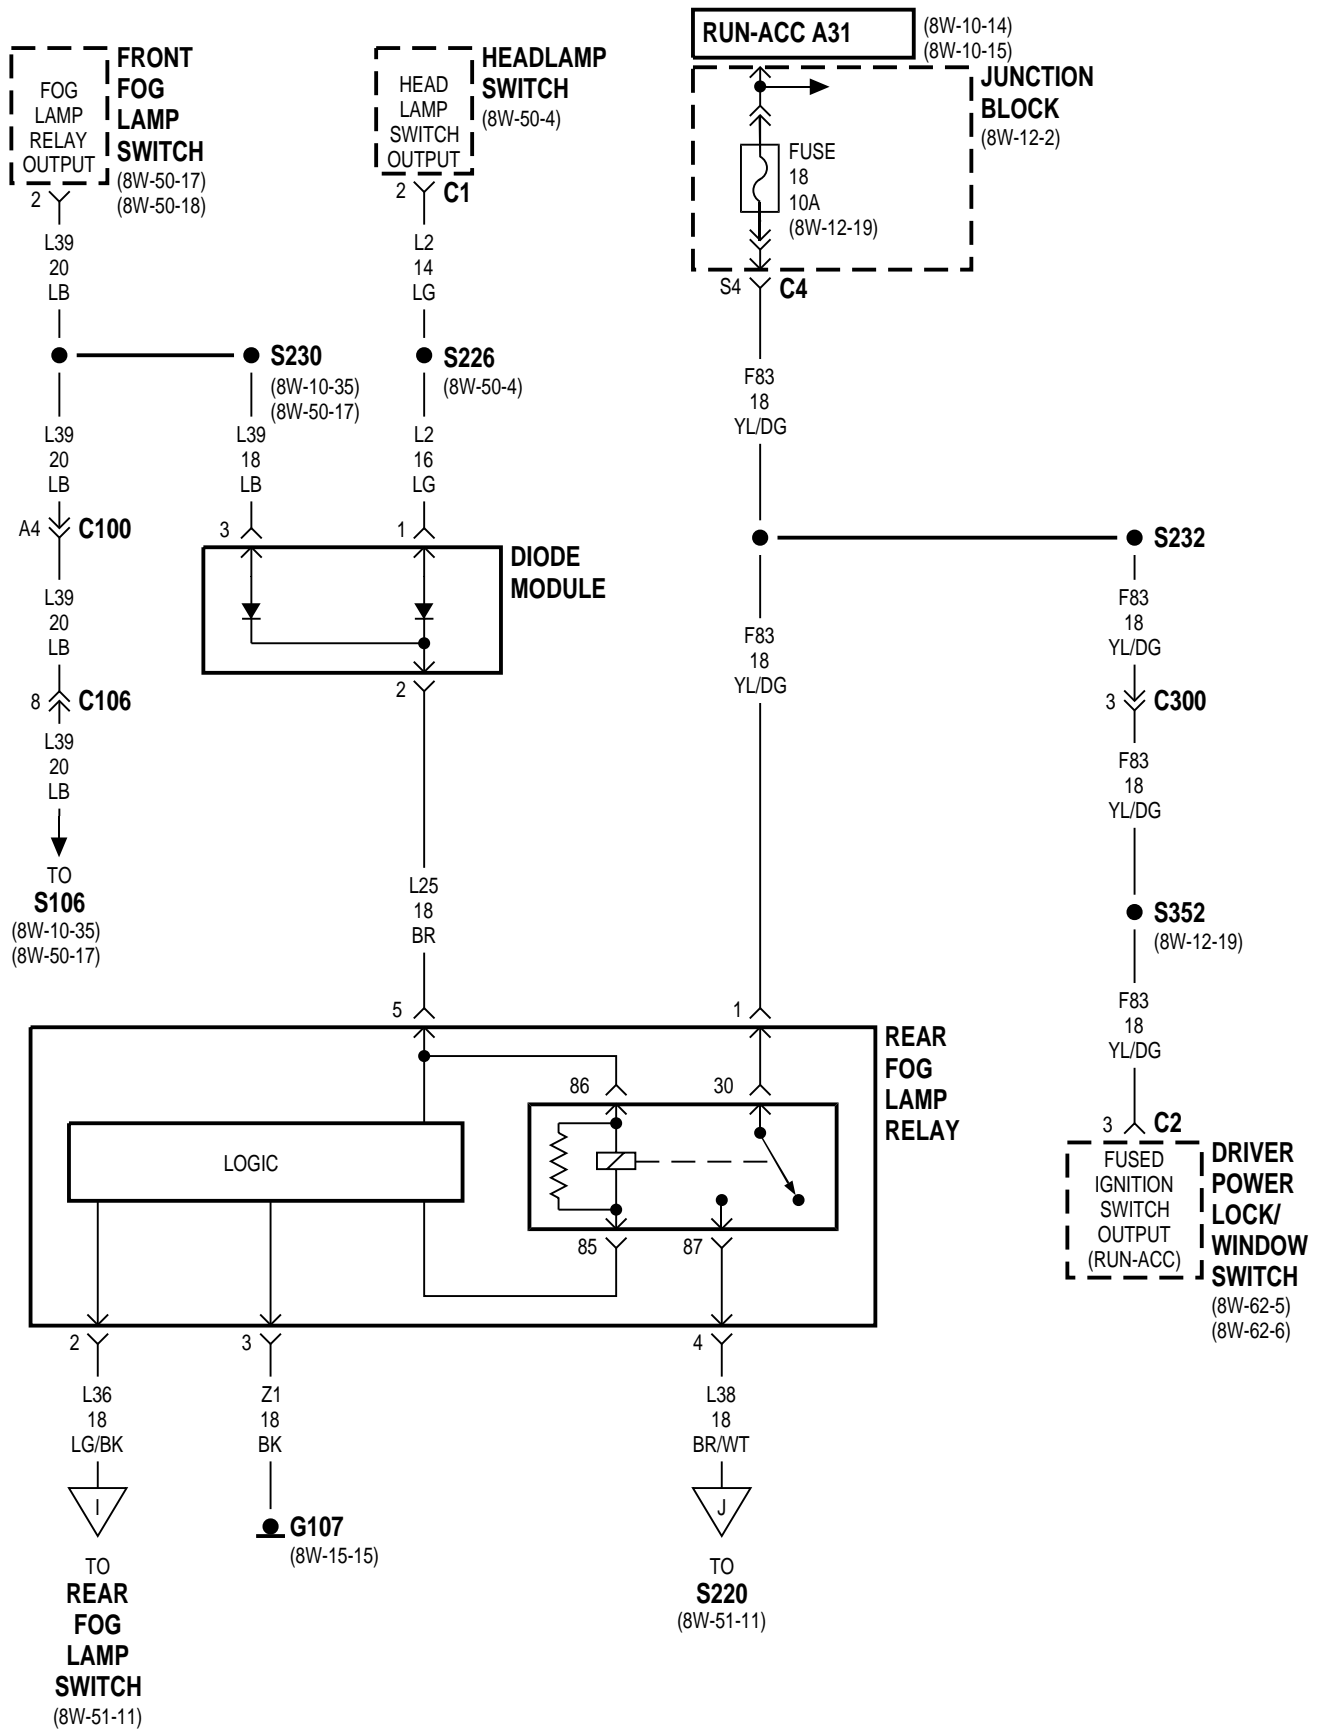 FRONT
FOG
LAMP
SWITCH
(8W-50-17)
(8W-50-18)
FOG
LAMP
RELAY
OUTPUT
2
L39
20
LB
HEADLAMP
SWITCH
(8W-50-4)
HEAD
LAMP
SWITCH
OUTPUT
2
C1
L2
14
LG
RUN-ACC A31
(8W-10-14)
(8W-10-15)
JUNCTION
BLOCK
(8W-12-2)
FUSE
18
10A
(8W-12-19)
S4
C4
F83
18
YL/DG
S230
(8W-10-35)
(8W-50-17)
S226
(8W-50-4)
L39
20
LB
L39
18
LB
L2
16
LG
A4
C100
L39
20
LB
8
C106
L39
20
LB
TO
S106
(8W-10-35)
(8W-50-17)
3
1
DIODE
MODULE
2
L25
18
BR
S232
F83
18
YL/DG
F83
18
YL/DG
3
C300
F83
18
YL/DG
S352
(8W-12-19)
F83
18
YL/DG
3
C2
FUSED
IGNITION
SWITCH
OUTPUT
(RUN-ACC)
DRIVER
POWER
LOCK/
WINDOW
SWITCH
(8W-62-5)
(8W-62-6)
5
1
REAR
FOG
LAMP
RELAY
86
30
LOGIC
85
87
2
3
4
L36
18
LG/BK
Z1
18
BK
L38
18
BR/WT
I
TO
REAR
FOG
LAMP
SWITCH
(8W-51-11)
G107
(8W-15-15)
J
TO
S220
(8W-51-11)